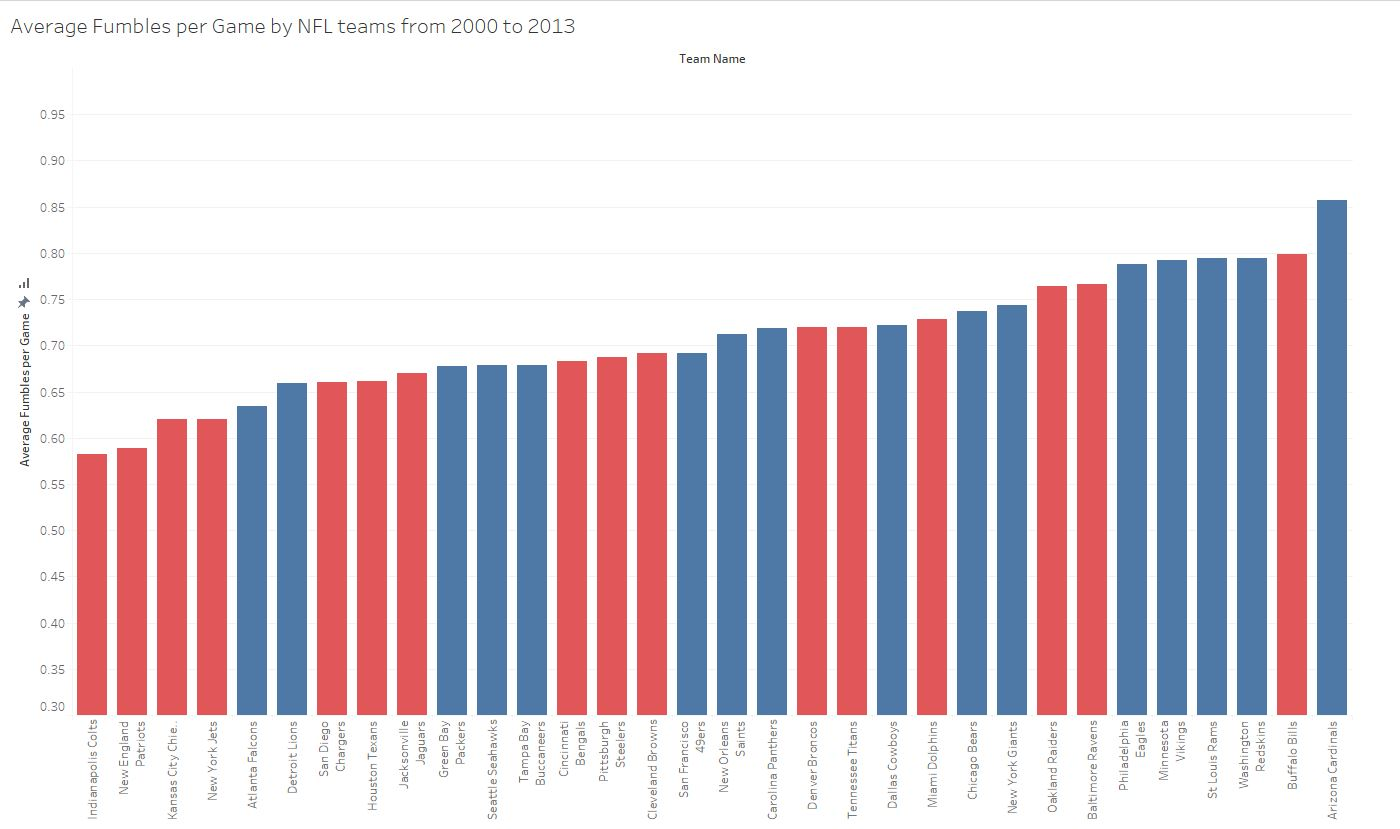 Average Fumbles per Game by NFL teams from 2000 to 2013
Team Name
0.95
0.90
0.85
0.80
0.75
0.70
0.65
0.60
0.55
0.50
0.45
0.40
0.35
0.30
Average Fumbles per Game
Indianapolis Colts
New England
Patriots
Kansas City Chie..
New York Jets
Atlanta Falcons
Detroit Lions
San Diego
Chargers
Houston Texans
Jacksonville
Jaguars
Green Bay
Packers
Seattle Seahawks
Tampa Bay
Buccaneers
Cincinnati
Bengals
Pittsburgh
Steelers
Cleveland Browns
San Francisco
49ers
New Orleans
Saints
Carolina Panthers
Denver Broncos
Tennessee Titans
Dallas Cowboys
Miami Dolphins
Chicago Bears
New York Giants
Oakland Raiders
Baltimore Ravens
Philadelphia
Eagles
Minnesota
Vikings
St Louis Rams
Washington
Redskins
Buffalo Bills
Arizona Cardinals